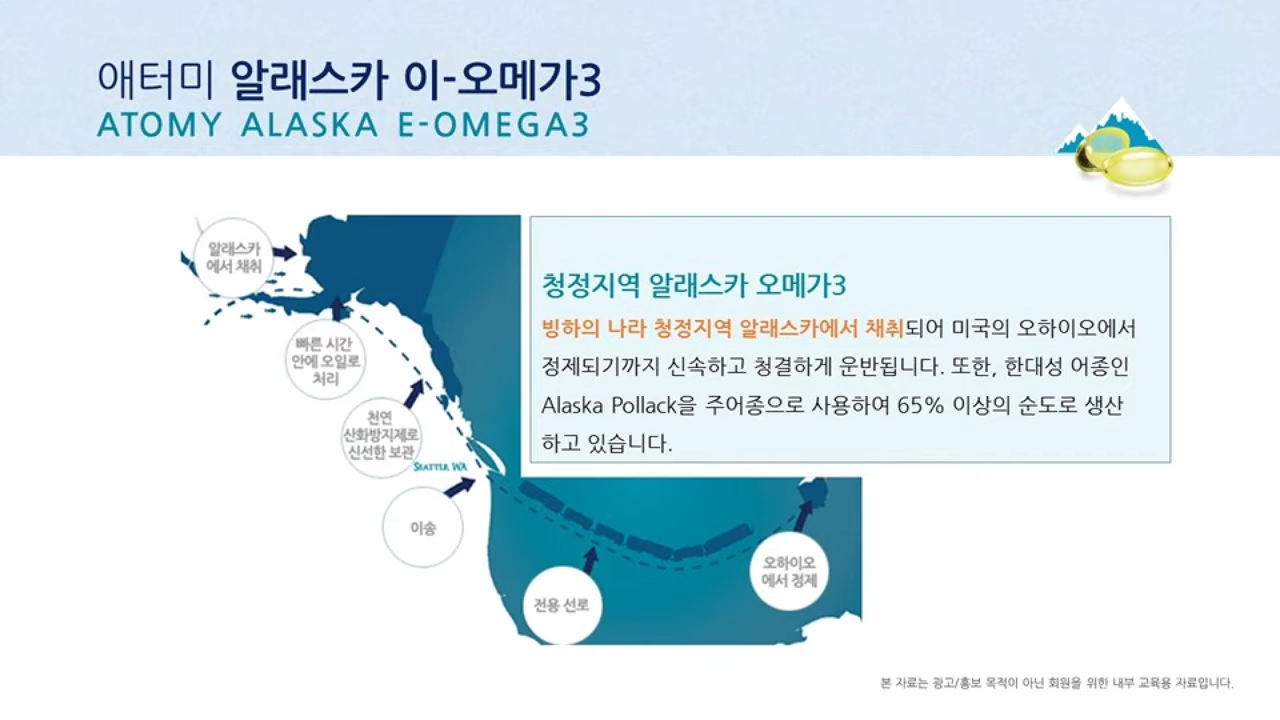 애터미 알래스카 이-오메가3
ATOMY ALASKA E-OMEGA3
알래스카
에서 채취
빠른 시간
안에 오일로
처리
천연
산화방지제로
신선한 보관
SEATTLE WA
이송
전용 선로
오하이오
에서 정제
청정지역 알래스카 오메가3
빙하의 나라 청정지역 알래스카에서 채취되어 미국의 오하이오에서
정제되기까지 신속하고 청결하게 운반됩니다. 또한, 한대성 어종인
Alaska Pollack을 주어종으로 사용하여 65% 이상의 순도로 생산
하고 있습니다.
본 자료는 광고/홍보 목적이 아닌 회원을 위한 내부 교육용 자료입니다.